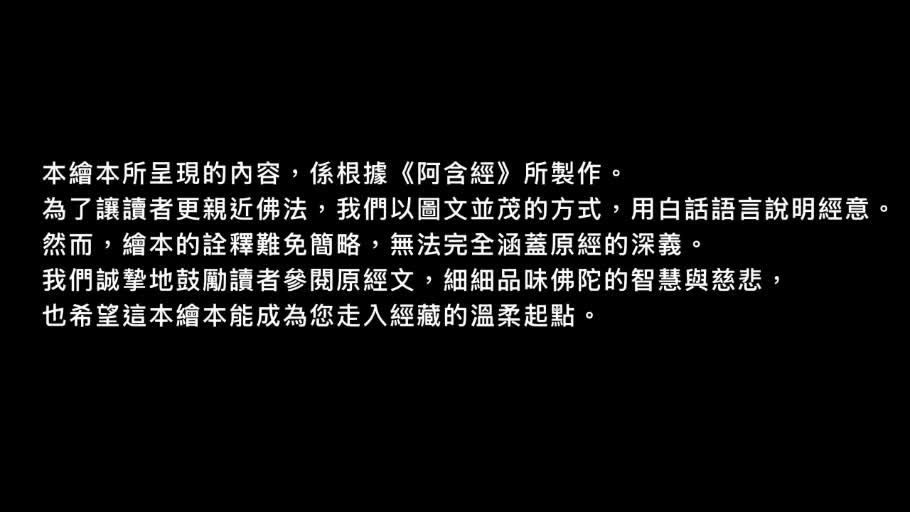 本繪本所呈現的內容，係根據《阿含經》所製作。
為了讓讀者更親近佛法，我們以圖文並茂的方式，用白話語言說明經意。
然而，繪本的詮釋難免簡略，無法完全涵蓋原經的深義。
我們誠摯地鼓勵讀者參閱原經文，細細品味佛陀的智慧與慈悲，
也希望這本繪本能成為您走入經藏的溫柔起點。